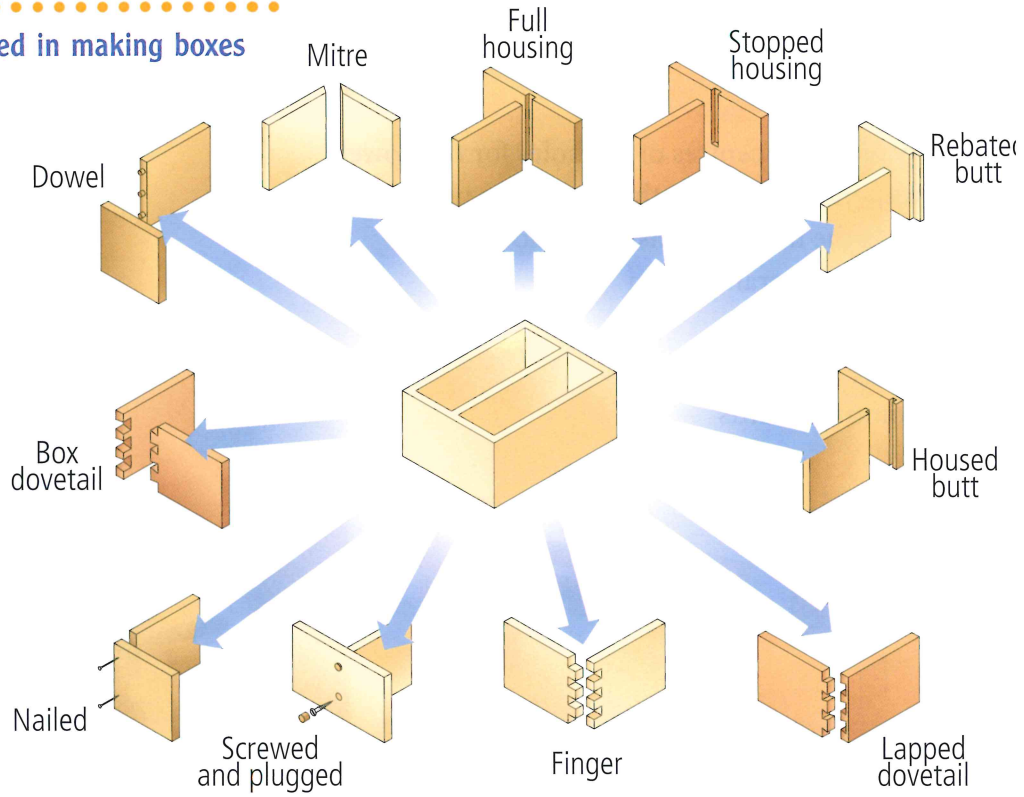 ed in making boxes
Mitre
Full
housing
Stopped
housing
Dowel
Rebated
butt
Box
dovetail
Housed
butt
Nailed
Screwed
and plugged
Finger
Lapped
dovetail